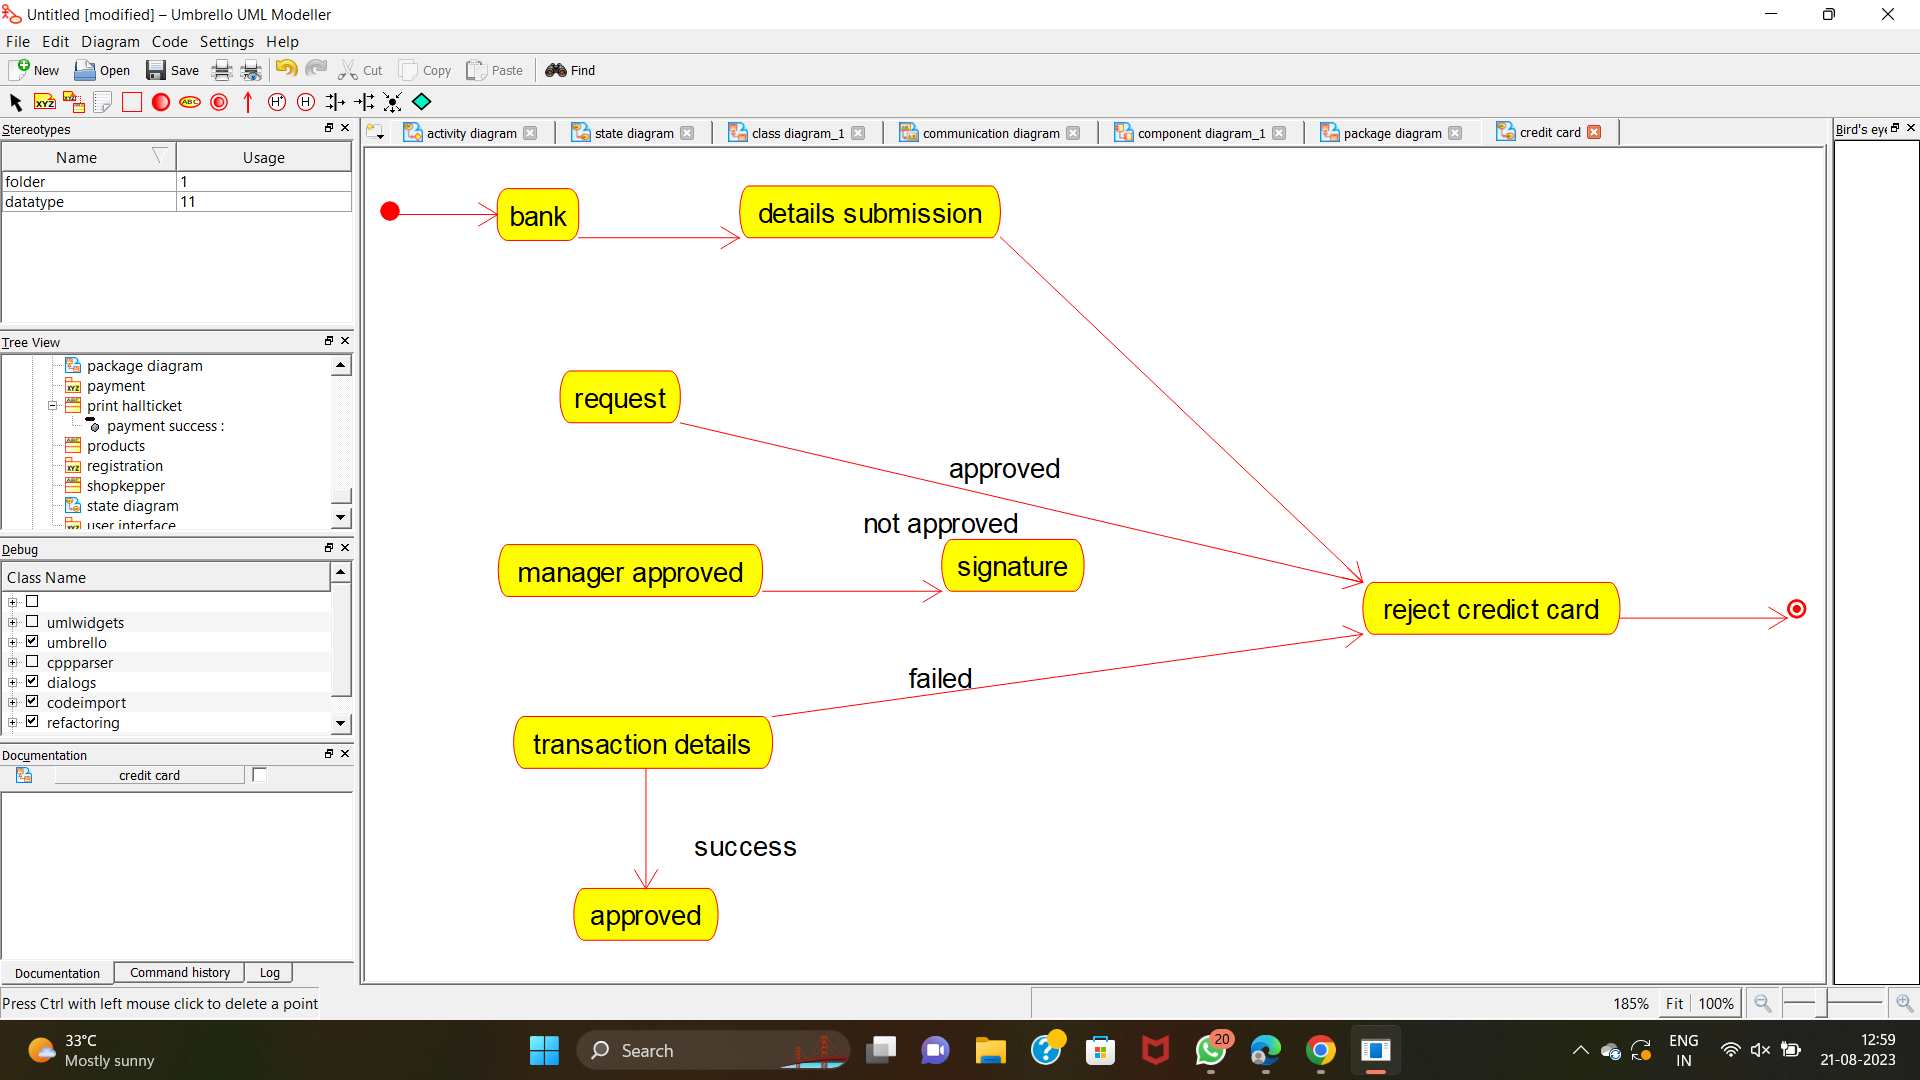 Untitled [modified] – Umbrello UML Modeller
File Edit Diagram Code Settings Help
New Open Save Cut Copy Paste Find
XYZ ABC H* H
Stereotypes
Name Usage
folder 1
datatype 11
Tree View
package diagram
payment
print hallticket
payment success :
products
registration
shopkepper
state diagram
user interface
Debug
Class Name
umlwidgets
umbrello
cppparser
dialogs
codeimport
refactoring
Documentation
credit card
Documentation Command history Log
Press Ctrl with left mouse click to delete a point
activity diagram state diagram class diagram_1 communication diagram component diagram_1 package diagram credit card
Bird's eye
bank
details submission
request
approved
not approved
manager approved
signature
reject credict card
failed
transaction details
success
approved
185% Fit 100%
33°C
Mostly sunny
Search
20
ENG
IN
12:59
21-08-2023